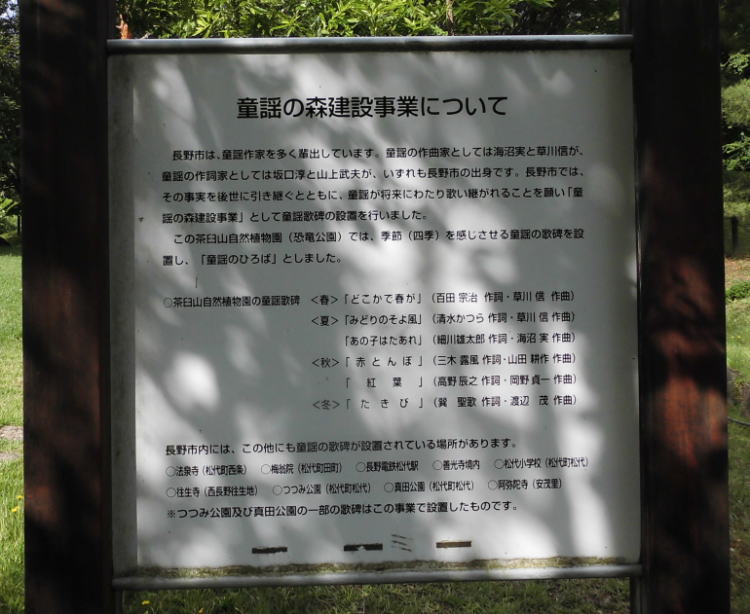 童謡の森建設事業について
長野市は、童謡作家を多く輩出しています。童謡の作曲家としては海沼実と草川信が、
童謡の作詞家としては坂口淳と山上武夫が、いずれも長野市の出身です。長野市では、
その事実を後世に引き継ぐとともに、童謡が将来にわたり歌い継がれることを願い「童
謡の森建設事業」として童謡歌碑の設置を行いました。
この茶臼山自然植物園（恐竜公園）では、季節（四季）を感じさせる童謡の歌碑を設
置し、「童謡のひろば」としました。
○茶臼山自然植物園の童謡歌碑 ＜春＞「どこかで春が」（百田 宗治 作詞・草川 信 作曲）
＜夏＞「みどりのそよ風」（清水かつら 作詞・草川 信 作曲）
「あの子はたあれ」（細川雄太郎 作詞・海沼 実 作曲）
＜秋＞「 赤 と ん ぼ 」（三木 露風 作詞・山田 耕作 作曲）
「 紅 葉 」（高野 辰之 作詞・岡野 貞一 作曲）
＜冬＞「 た き び 」（巽 聖歌 作詞・渡辺 茂 作曲）
長野市内には、この他にも童謡の歌碑が設置されている場所があります。
○法泉寺（松代町西条） ○梅翁院（松代町田町） ○長野電鉄松代駅 ○善光寺境内 ○松代小学校（松代町松代）
○往生寺（西長野往生地） ○つつみ公園（松代町松代） ○真田公園（松代町松代） ○阿弥陀寺（安茂里）
※つつみ公園及び真田公園の一部の歌碑はこの事業で設置したものです。